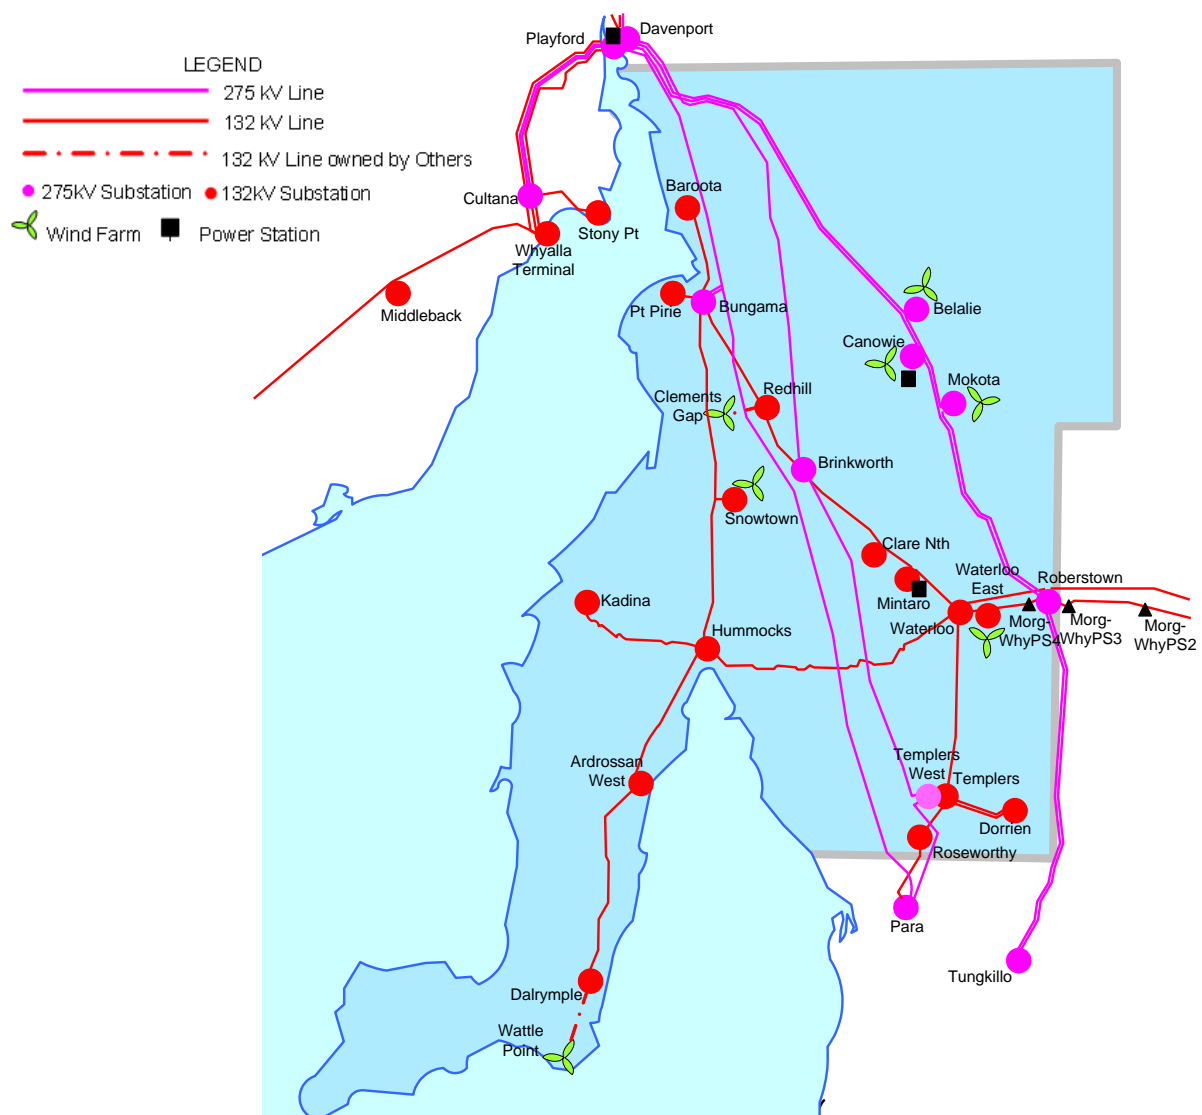 Playford
Davenport
LEGEND
275 kV Line
132 kV Line
132 kV Line owned by Others
275kV Substation
132kV Substation
Wind Farm
Power Station
Cultana
Baroota
Stony Pt
Whyalla
Terminal
Middleback
Pt Pirie
Bungama
Belalie
Canowie
Mokota
Clements
Gap
Redhill
Brinkworth
Snowtown
Clare Nth
Mintaro
Waterloo
East
Roberstown
Waterloo
Morg-
WhyPS4
Morg-
WhyPS3
Morg-
WhyPS2
Kadina
Hummocks
Ardrossan
West
Templers
West
Templers
Dorrien
Roseworthy
Para
Tungkillo
Dalrymple
Wattle
Point